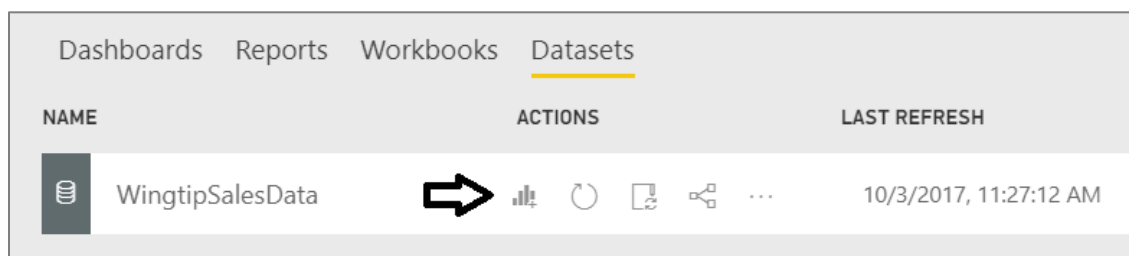 Dashboards Reports Workbooks Datasets
NAME ACTIONS LAST REFRESH
WingtipSalesData ... 10/3/2017, 11:27:12 AM